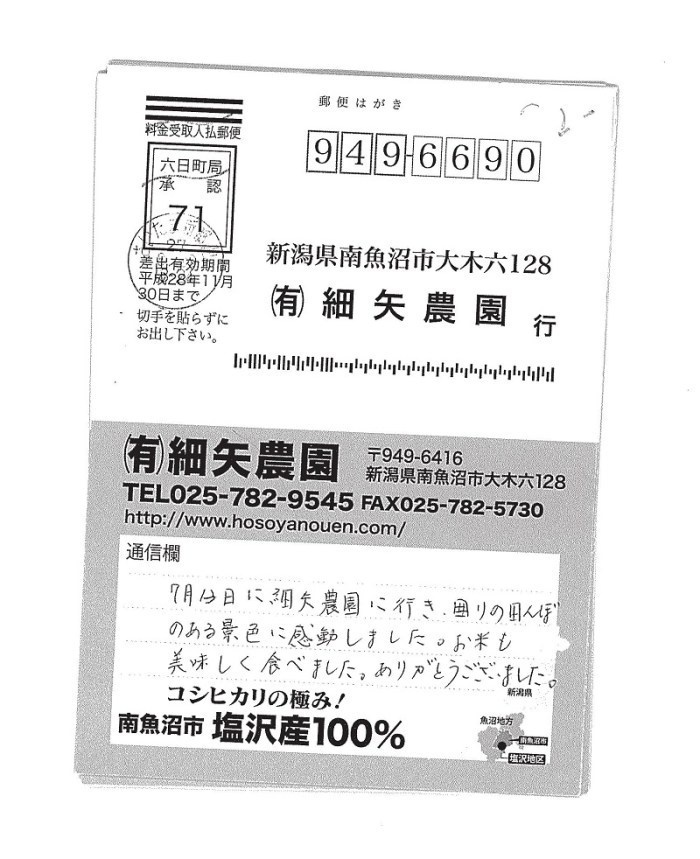 郵便はがき
料金受取人払郵便
949-6690
六日町局
承認
71
差出有効期間
平成28年11月
30日まで
切手を貼らずに
お出し下さい。
新潟県南魚沼市大木六128
㈲ 細矢農園 行
㈲細矢農園
〒949-6416
新潟県南魚沼市大木六128
TEL025-782-9545 FAX025-782-5730
http://www.hosoyanouen.com/
通信欄
7月 日に細矢農園に行き、囲りの田んぼ
のある景色に感動しました。お米も
美味しく食べました。ありがとうございました。
コシヒカリの極み!
南魚沼市 塩沢産100%
新潟県
魚沼地方
南魚沼市
塩沢地区